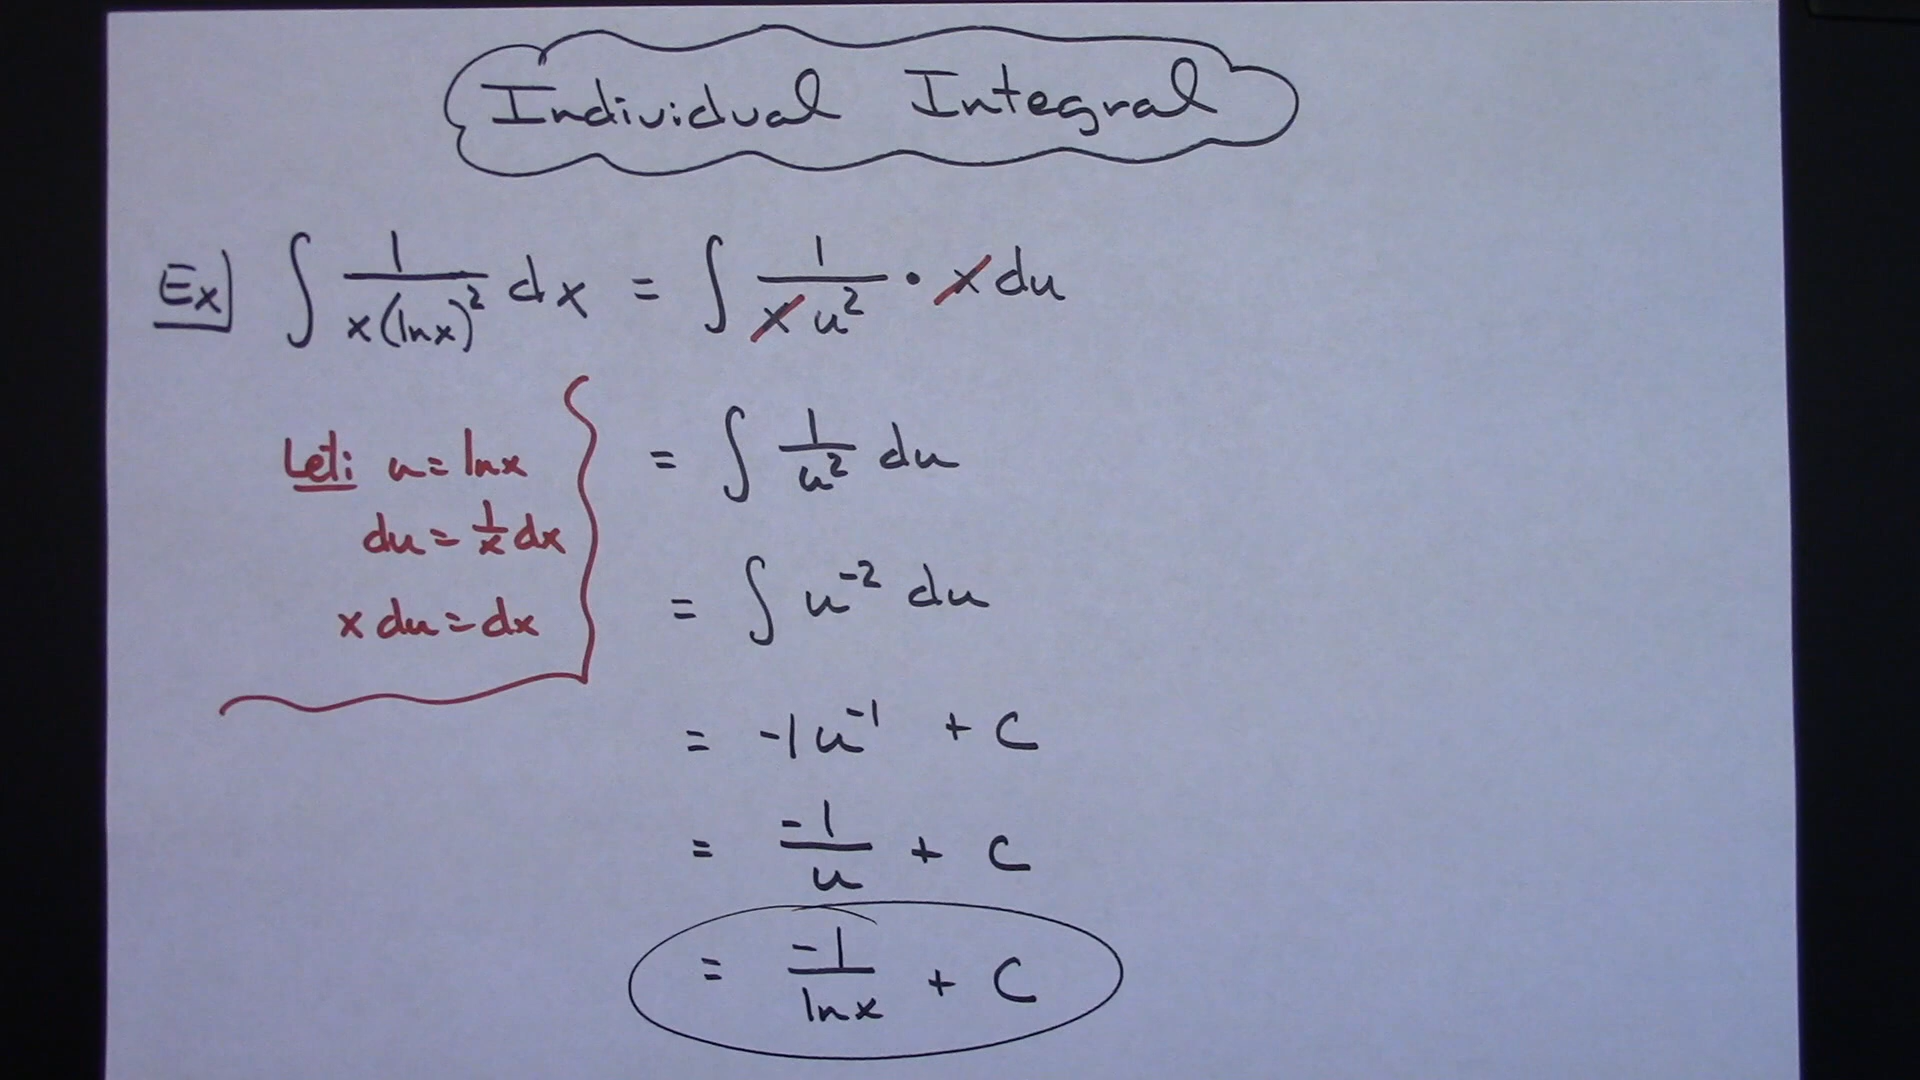 Individual Integral
Ex) ∫ 1/(x(lnx)²) dx = ∫ 1/(xu²) · x du
Let: u = lnx
du = 1/x dx
x du = dx
= ∫ 1/u² du
= ∫ u⁻² du
= -1u⁻¹ + C
= -1/u + C
= -1/lnx + C